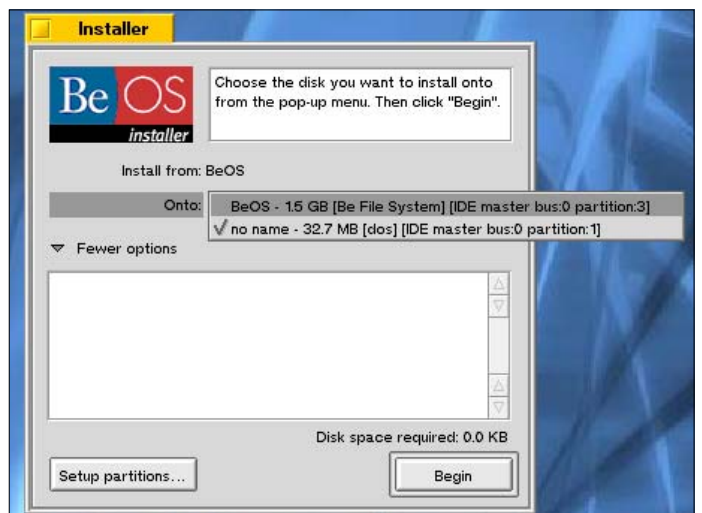 Installer
Be OS
installer
Choose the disk you want to install onto
from the pop-up menu. Then click "Begin".
Install from: BeOS
Onto:
BeOS - 1.5 GB [Be File System] [IDE master bus:0 partition:3]
no name - 32.7 MB [dos] [IDE master bus:0 partition:1]
Fewer options
Disk space required: 0.0 KB
Setup partitions...
Begin